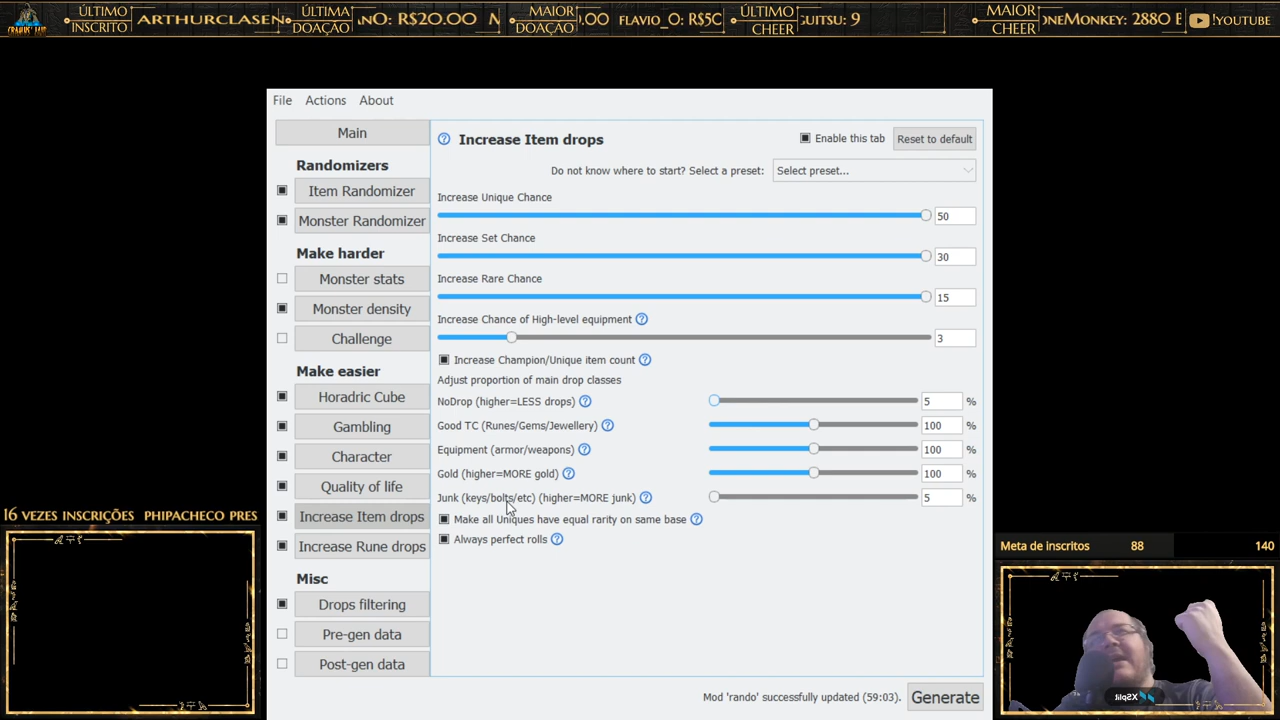 ÚLTIMO INSCRITO
ARTHURCLASEN
ÚLTIMA DOAÇÃO
NO: R$20.00
MAIOR DOAÇÃO
.00 FLAVIO_O: R$5
ÚLTIMO CHEER
GUITSU: 9
MAIOR CHEER
oneMonkey: 2880
!YOUTUBE
File Actions About
Main
Randomizers
Item Randomizer
Monster Randomizer
Make harder
Monster stats
Monster density
Challenge
Make easier
Horadric Cube
Gambling
Character
Quality of life
Increase Item drops
Increase Rune drops
Misc
Drops filtering
Pre-gen data
Post-gen data
Increase Item drops
Enable this tab
Reset to default
Do not know where to start? Select a preset: Select preset...
Increase Unique Chance
50
Increase Set Chance
30
Increase Rare Chance
15
Increase Chance of High-level equipment
3
Increase Champion/Unique item count
Adjust proportion of main drop classes
NoDrop (higher=LESS drops) 5 %
Good TC (Runes/Gems/Jewellery) 100 %
Equipment (armor/weapons) 100 %
Gold (higher=MORE gold) 100 %
Junk (keys/bolts/etc) (higher=MORE junk) 5 %
Make all Uniques have equal rarity on same base
Always perfect rolls
Mod 'rando' successfully updated (59:03).
Generate
16 VEZES INSCRIÇÕES PHIPACHECO PRES
Meta de inscritos 88 140
XSplit